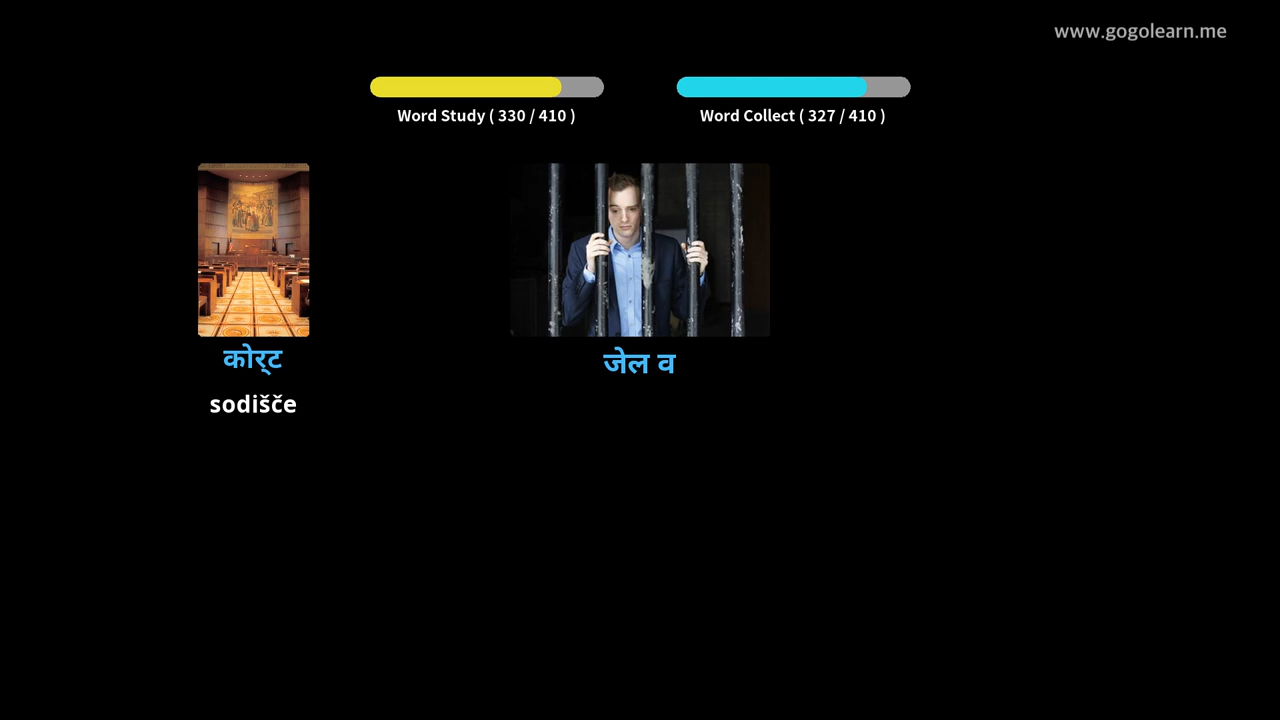 www.gogolearn.me
Word Study ( 330 / 410 )
Word Collect ( 327 / 410 )
कोर्‌ट
जेल व
sodišče